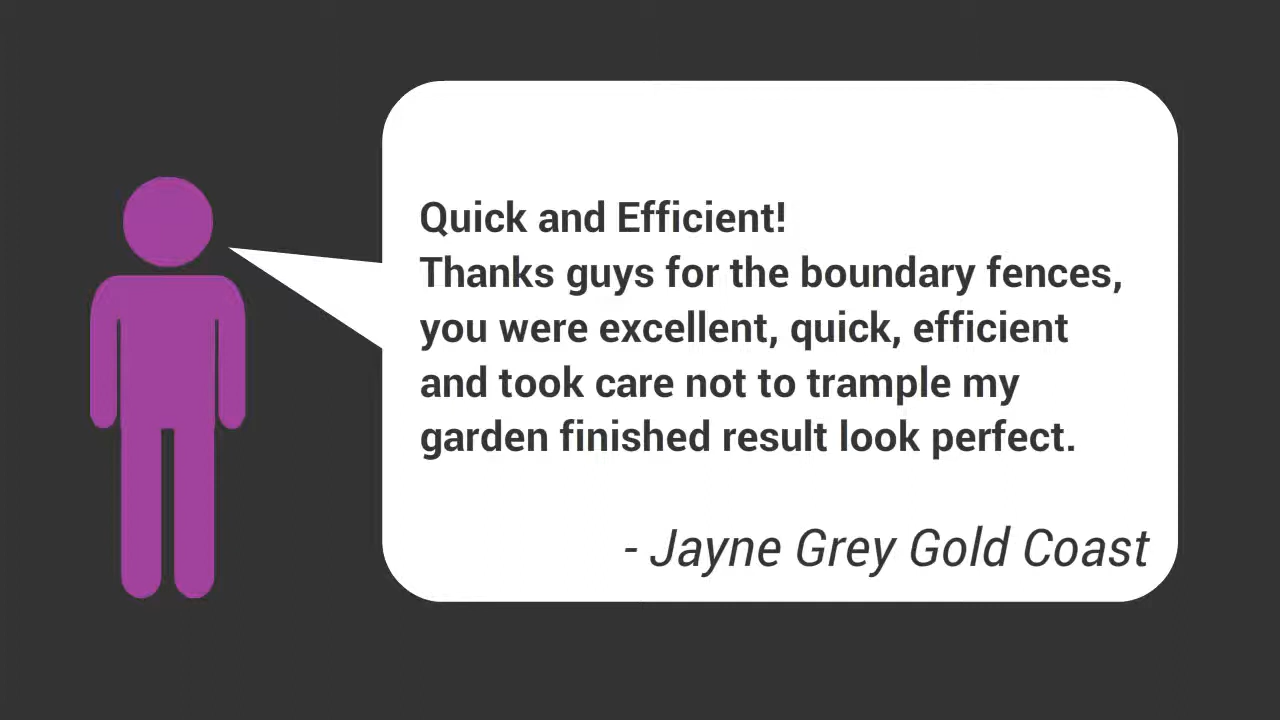 Quick and Efficient!
Thanks guys for the boundary fences,
you were excellent, quick, efficient
and took care not to trample my
garden finished result look perfect.
- Jayne Grey Gold Coast